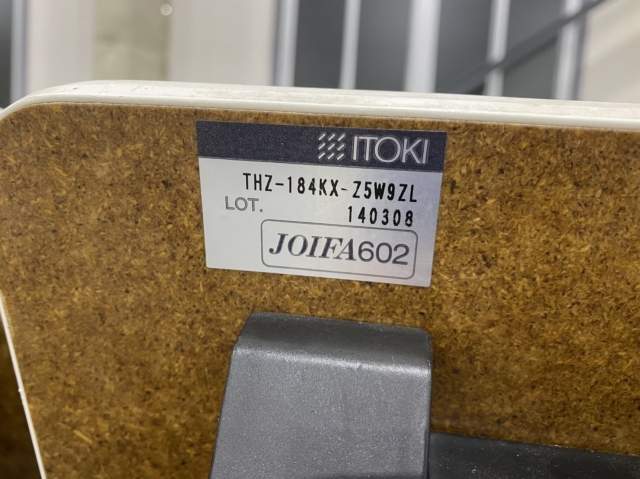 ITOKI
THZ-184KX-Z5W9ZL
LOT. 140308
JOIFA602